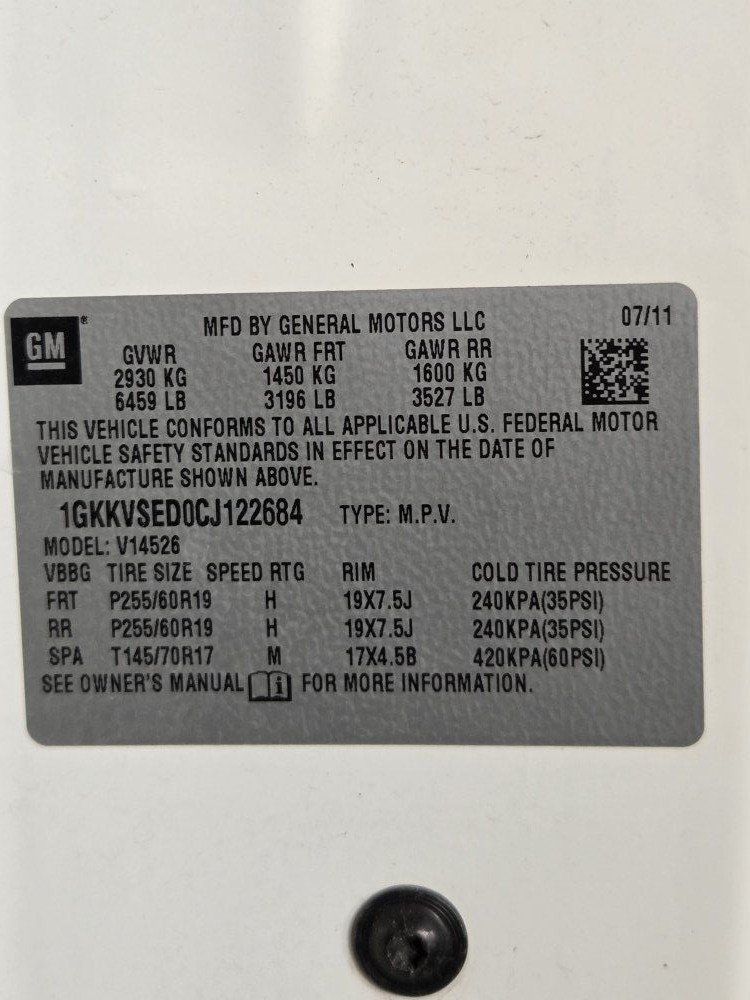 GM®
MFD BY GENERAL MOTORS LLC 07/11
GVWR GAWR FRT GAWR RR
2930 KG 1450 KG 1600 KG
6459 LB 3196 LB 3527 LB
THIS VEHICLE CONFORMS TO ALL APPLICABLE U.S. FEDERAL MOTOR
VEHICLE SAFETY STANDARDS IN EFFECT ON THE DATE OF
MANUFACTURE SHOWN ABOVE.
1GKKVSED0CJ122684 TYPE: M.P.V.
MODEL: V14526
VBBG TIRE SIZE SPEED RTG RIM COLD TIRE PRESSURE
FRT P255/60R19 H 19X7.5J 240KPA(35PSI)
RR P255/60R19 H 19X7.5J 240KPA(35PSI)
SPA T145/70R17 M 17X4.5B 420KPA(60PSI)
SEE OWNER'S MANUAL i FOR MORE INFORMATION.